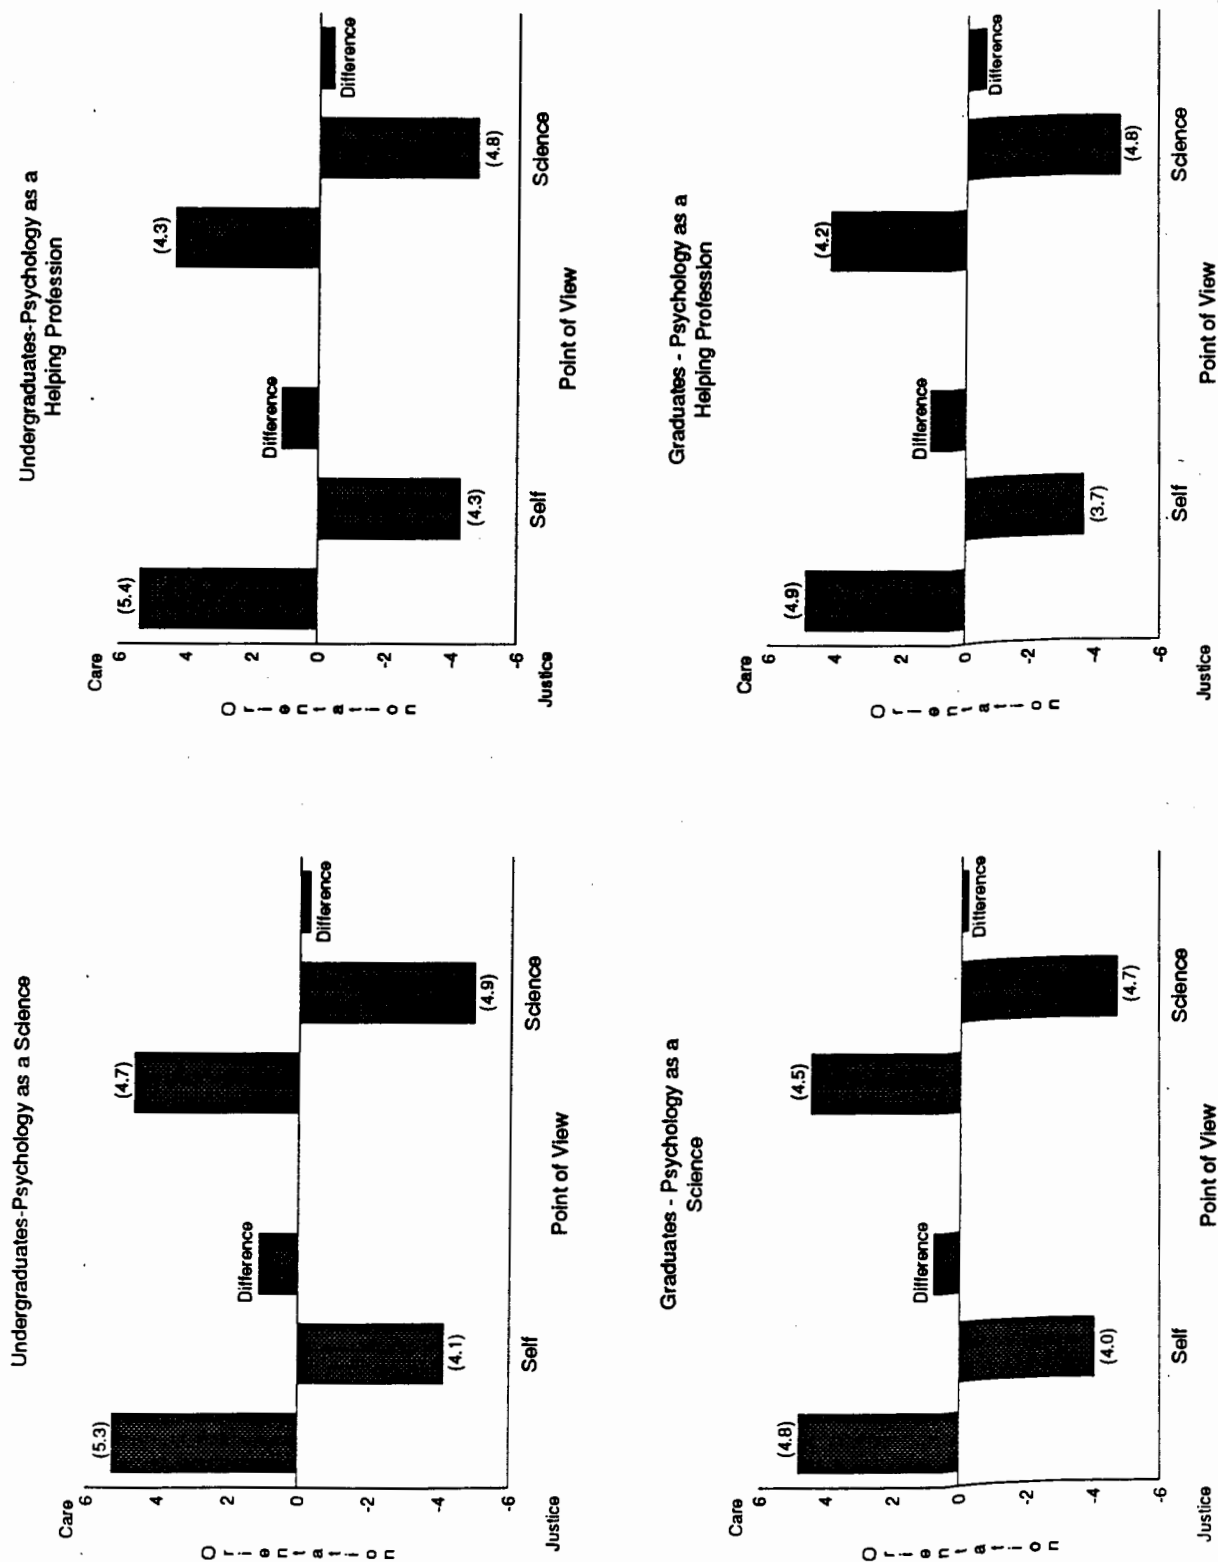 Undergraduates-Psychology as a Science
Care
6
4
2
0
-2
-4
-6
Justice
Orientation
(5.3)
(4.1)
Difference
(4.7)
(4.9)
Difference
Self
Science
Point of View
Undergraduates-Psychology as a
Helping Profession
Care
6
4
2
0
-2
-4
-6
Justice
Orientation
(5.4)
(4.3)
Difference
(4.3)
(4.8)
Difference
Self
Science
Point of View
Graduates - Psychology as a
Science
Care
6
4
2
0
-2
-4
-6
Justice
Orientation
(4.8)
(4.0)
Difference
(4.5)
(4.7)
Difference
Self
Science
Point of View
Graduates - Psychology as a
Helping Profession
Care
6
4
2
0
-2
-4
-6
Justice
Orientation
(4.9)
(3.7)
Difference
(4.2)
(4.8)
Difference
Self
Science
Point of View